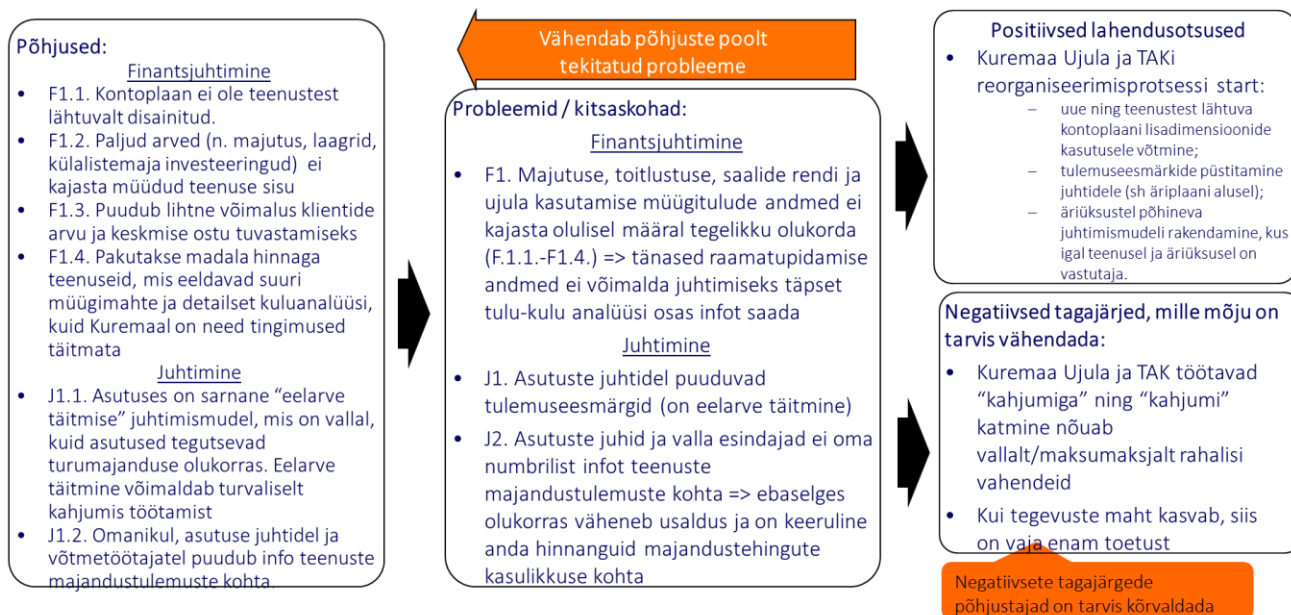 Põhjused:
Finantsjuhtimine
• F1.1. Kontoplaan ei ole teenustest
lähtuvalt disainitud.
• F1.2. Paljud arved (n. majutus, laagrid,
külalistemaja investeeringud) ei
kajasta müüdud teenuse sisu
• F1.3. Puudub lihtne võimalus klientide
arvu ja keskmise ostu tuvastamiseks
• F1.4. Pakutakse madala hinnaga
teenuseid, mis eeldavad suuri
müügimahte ja detailset kuluanalüüsi,
kuid Kuremaal on need tingimused
täitmata
Juhtimine
• J1.1. Asutuses on sarnane “eelarve
täitmise” juhtimismudel, mis on vallal,
kuid asutused tegutsevad
turumajanduse olukorras. Eelarve
täitmine võimaldab turvaliselt
kahjumis töötamist
• J1.2. Omanikul, asutuse juhtidel ja
võtmetöötajatel puudub info teenuste
majandustulemuste kohta.
Vähendab põhjuste poolt
tekitatud probleeme
Probleemid / kitsaskohad:
Finantsjuhtimine
• F1. Majutuse, toitlustuse, saalide rendi ja
ujula kasutamise müügitulude andmed ei
kajasta olulisel määral tegelikku olukorda
(F.1.1.-F1.4.) => tänased raamatupidamise
andmed ei võimalda juhtimiseks täpset
tulu-kulu analüüsi osas infot saada
Juhtimine
• J1. Asutuste juhtidel puuduvad
tulemuseesmärgid (on eelarve täitmine)
• J2. Asutuste juhid ja valla esindajad ei oma
numbrilist infot teenuste
majandustulemuste kohta => ebaselges
olukorras väheneb usaldus ja on keeruline
anda hinnanguid majandustehingute
kasulikkuse kohta
Positiivsed lahendusotsused
• Kuremaa Ujula ja TAKi
reorganiseerimisprotsessi start:
– uue ning teenustest lähtuva
kontoplaani lisadimensioonide
kasutusele võtmine;
– tulemuseesmärkide püstitamine
juhtidele (sh äriplaani alusel);
– äriüksustel põhineva
juhtimismudeli rakendamine, kus
igal teenusel ja äriüksusel on
vastutaja.
Negatiivsed tagajärjed, mille mõju on
tarvis vähendada:
• Kuremaa Ujula ja TAK töötavad
“kahjumiga” ning “kahjumi”
katmine nõuab
vallalt/maksumaksjalt rahalisi
vahendeid
• Kui tegevuste maht kasvab, siis
on vaja enam toetust
Negatiivsete tagajärgede
põhjustajad on tarvis kõrvaldada